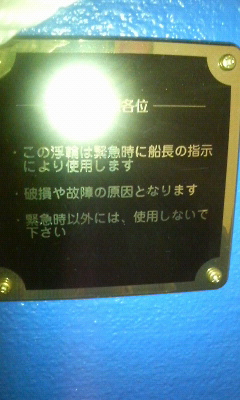 各位
・この浮輪は緊急時に船長の指示
により使用します
・破損や故障の原因となります
・緊急時以外には、使用しないで
下さい